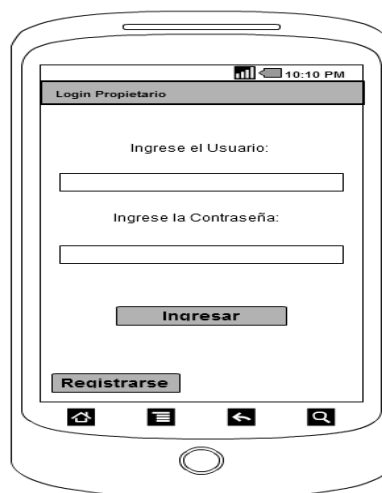 10:10 PM
Login Propietario
Ingrese el Usuario:
Ingrese la Contraseña:
Ingresar
Registrarse